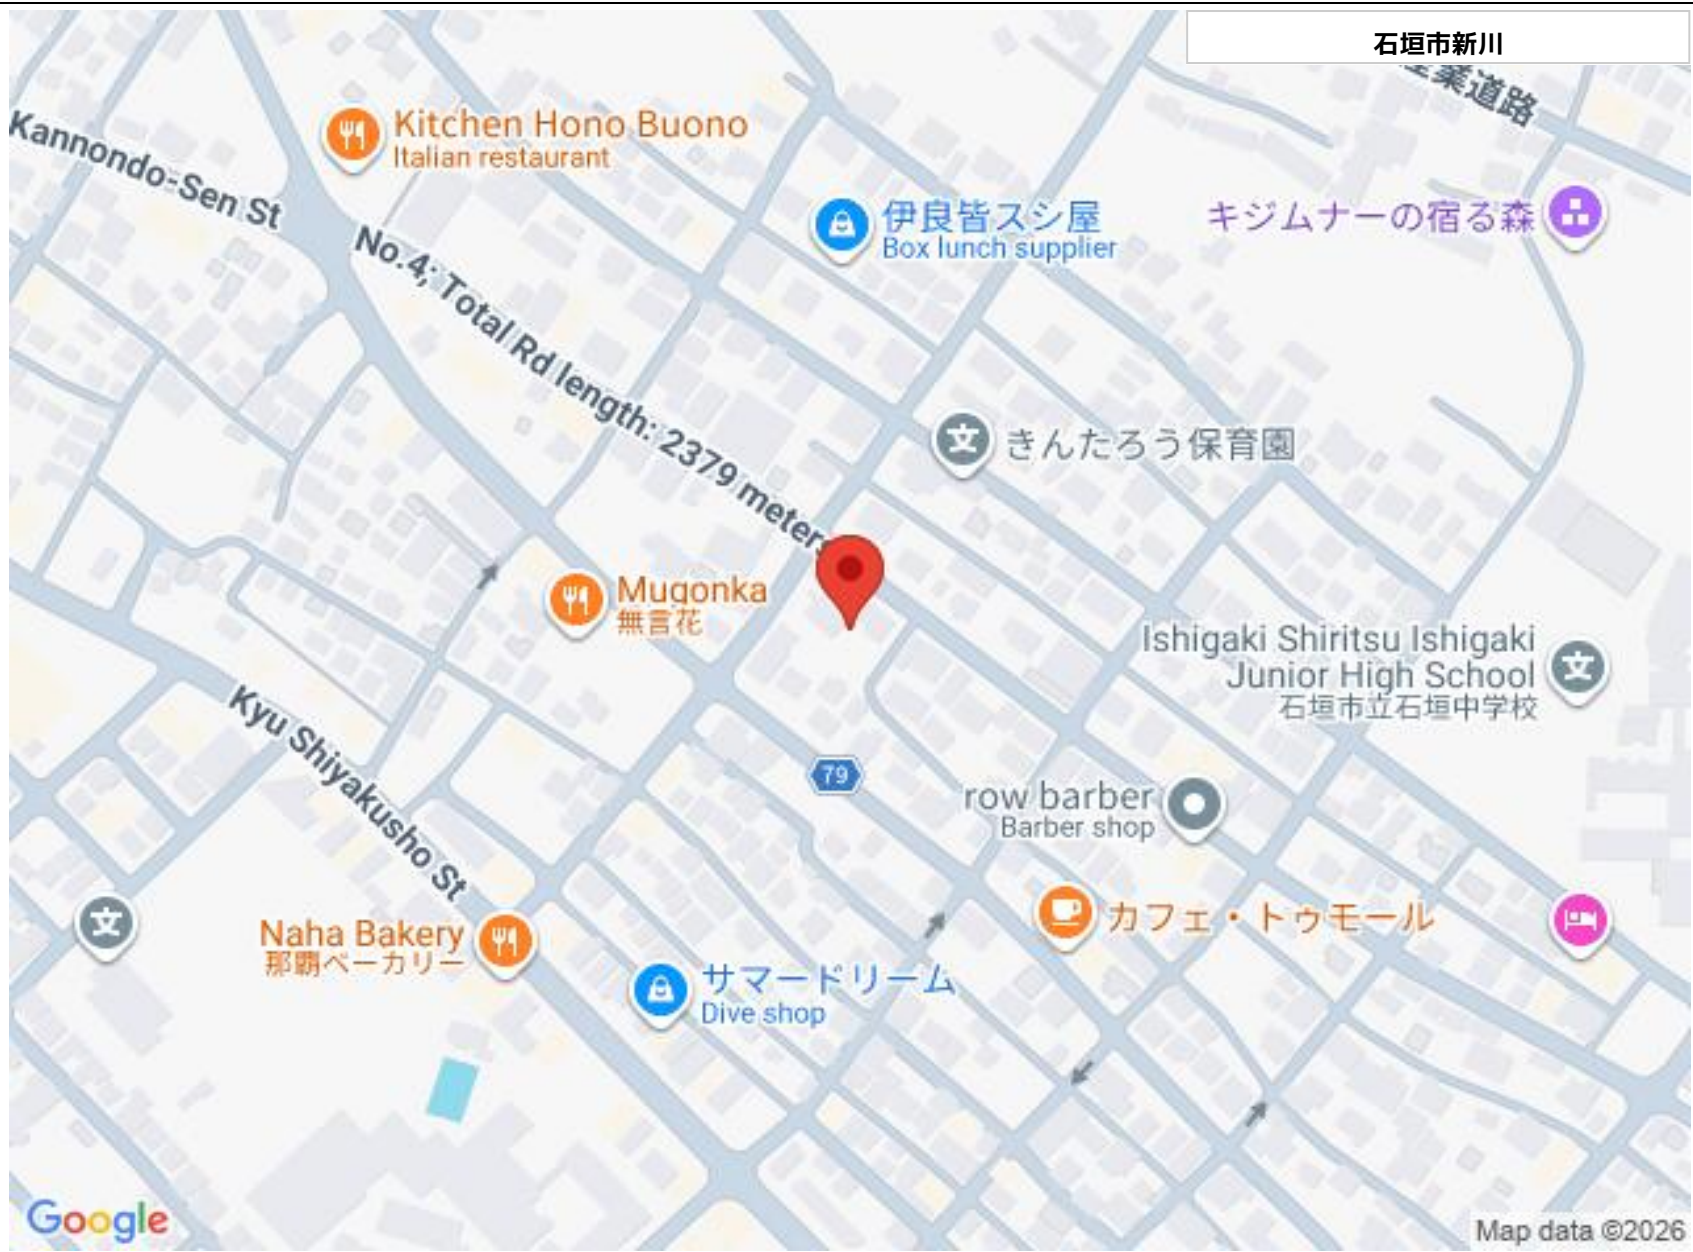 石垣市新川
産業道路
Kannondo-Sen St
Kitchen Hono Buono
Italian restaurant
伊良皆スシ屋
Box lunch supplier
キジムナーの宿る森
No.4; Total Rd length: 2379 meters
きんたろう保育園
Mugonka
無言花
Ishigaki Shiritsu Ishigaki
Junior High School
石垣市立石垣中学校
Kyu Shiyakusho St
79
row barber
Barber shop
カフェ・トゥモール
Naha Bakery
那覇ベーカリー
サマードリーム
Dive shop
Google
Map data ©2026